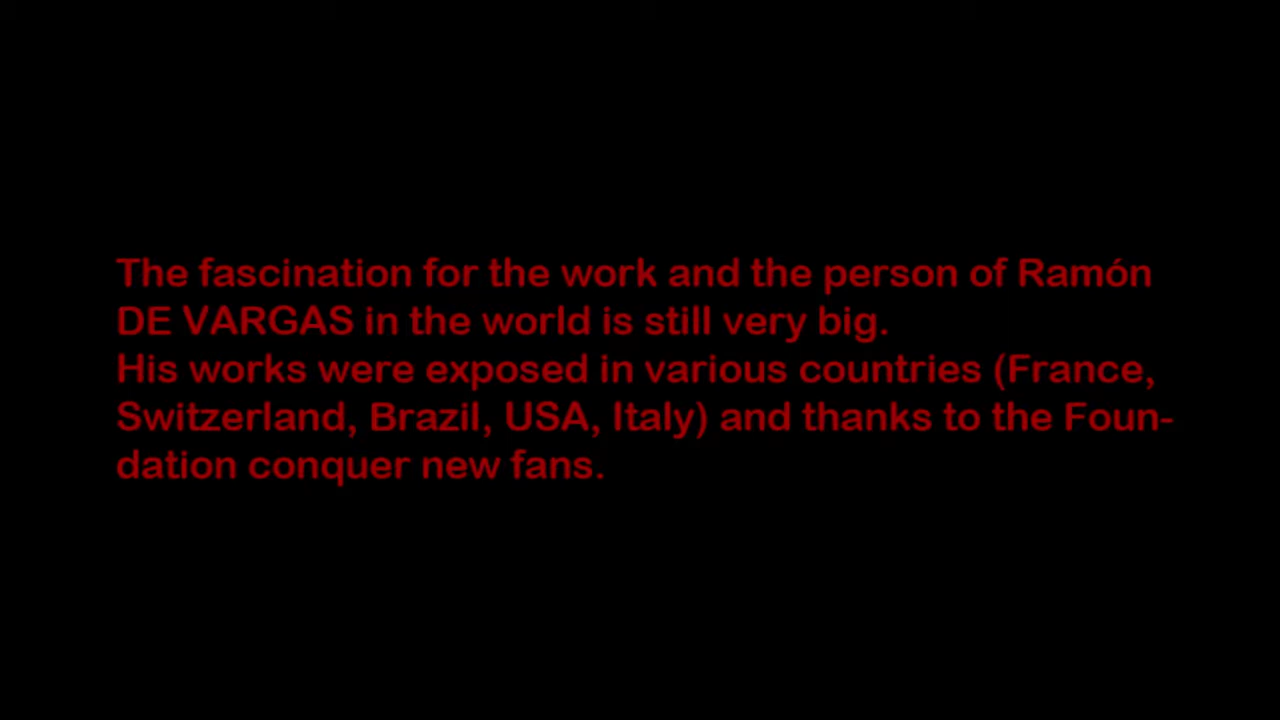 The fascination for the work and the person of Ramón
DE VARGAS in the world is still very big.
His works were exposed in various countries (France,
Switzerland, Brazil, USA, Italy) and thanks to the Foun-
dation conquer new fans.